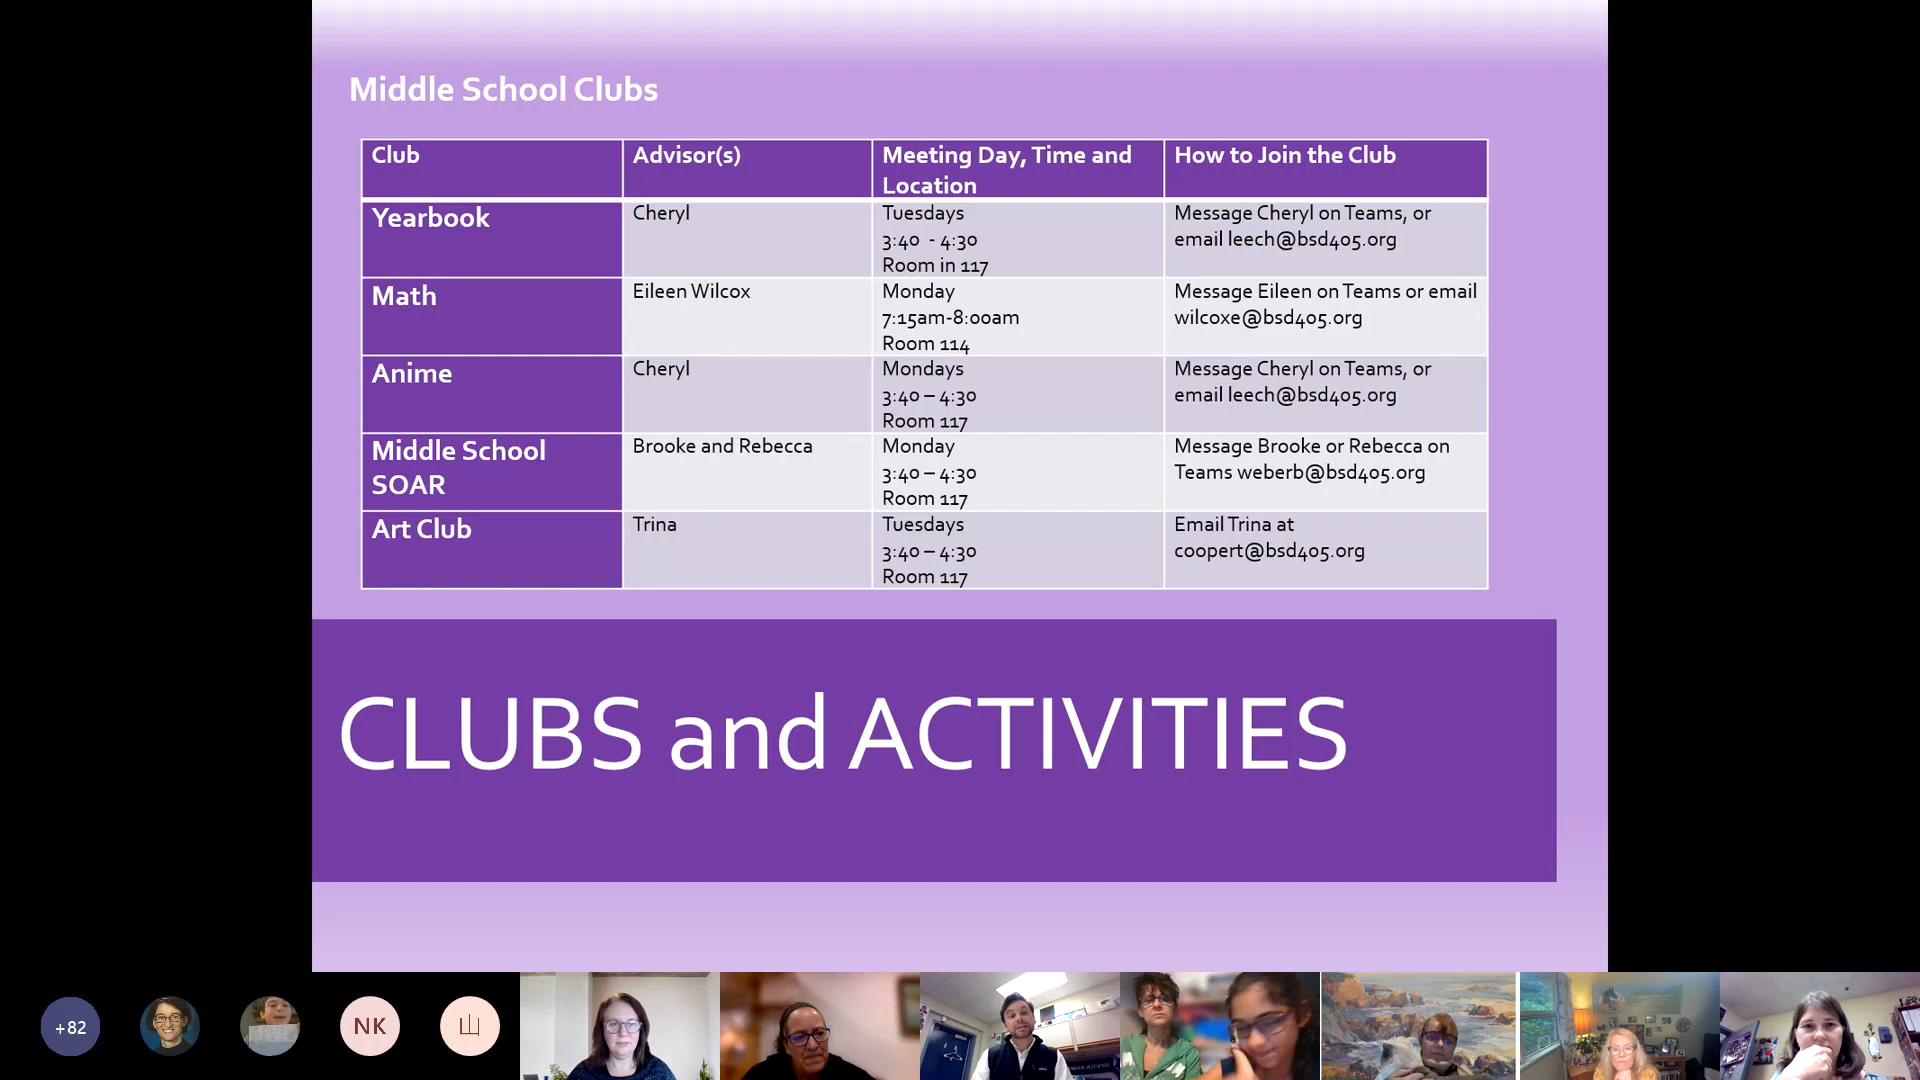 Middle School Clubs
Club
Advisor(s)
Meeting Day, Time and
Location
How to Join the Club
Yearbook
Cheryl
Tuesdays
3:40  - 4:30
Room in 117
Message Cheryl on Teams, or
email leech@bsd405.org
Math
Eileen Wilcox
Monday
7:15am-8:00am
Room 114
Message Eileen on Teams or email
wilcoxe@bsd405.org
Anime
Cheryl
Mondays
3:40 – 4:30
Room 117
Message Cheryl on Teams, or
email leech@bsd405.org
Middle School
SOAR
Brooke and Rebecca
Monday
3:40 – 4:30
Room 117
Message Brooke or Rebecca on
Teams weberb@bsd405.org
Art Club
Trina
Tuesdays
3:40 – 4:30
Room 117
Email Trina at
coopert@bsd405.org
CLUBS and ACTIVITIES
+82
NK